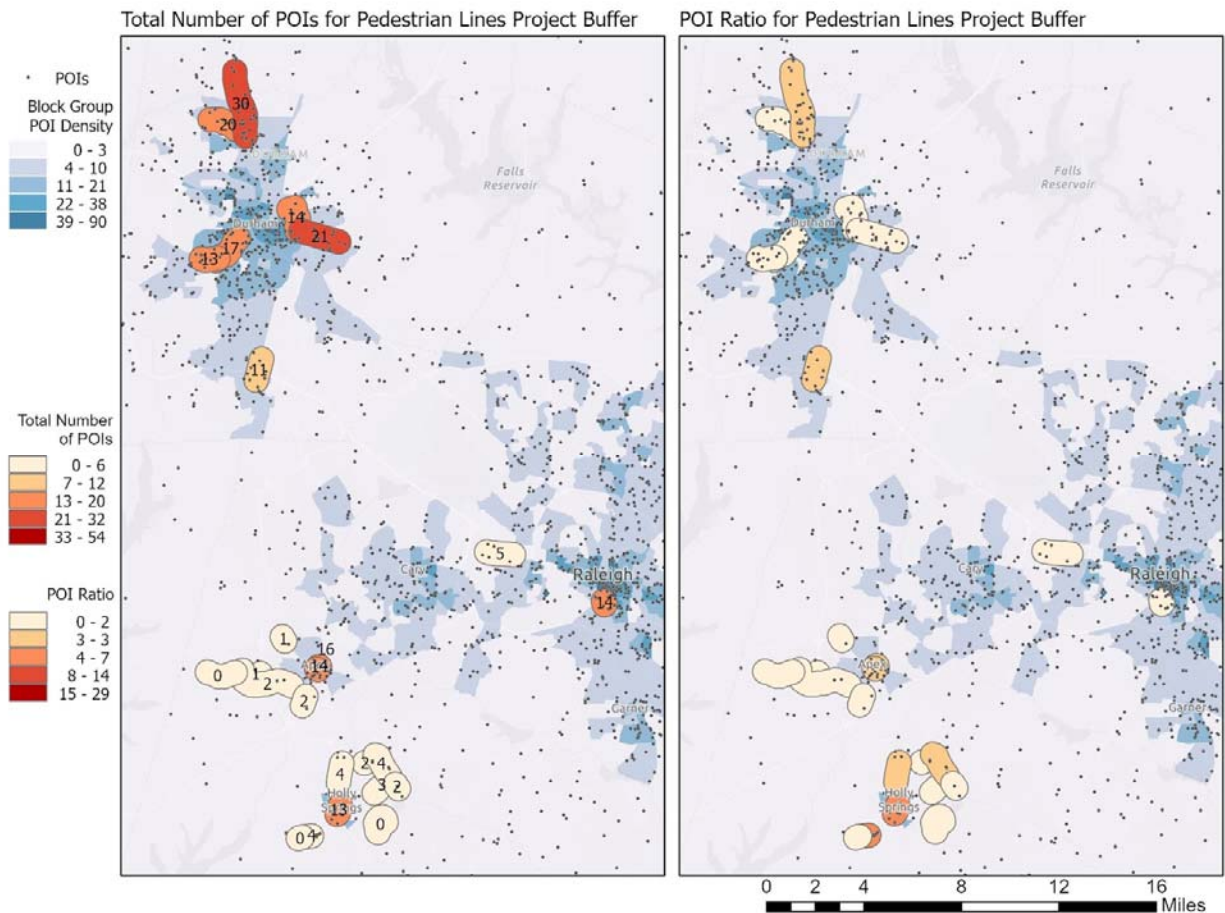 Total Number of POIs for Pedestrian Lines Project Buffer
POI Ratio for Pedestrian Lines Project Buffer
POIs
Block Group
POI Density
0 - 3
4 - 10
11 - 21
22 - 38
39 - 90
Total Number
of POIs
0 - 6
7 - 12
13 - 20
21 - 32
33 - 54
POI Ratio
0 - 2
3 - 3
4 - 7
8 - 14
15 - 29
30
20
Falls
Reservoir
14
Durham
21
17
13
11
5
Cary
Raleigh
14
1
16
14
0
1
2
2
Garner
2
4
4
3
2
Holly
Springs
13
0
0
4
Falls
Reservoir
Durham
Cary
Raleigh
Apex
Garner
Holly
Springs
0 2 4 8 12 16
Miles